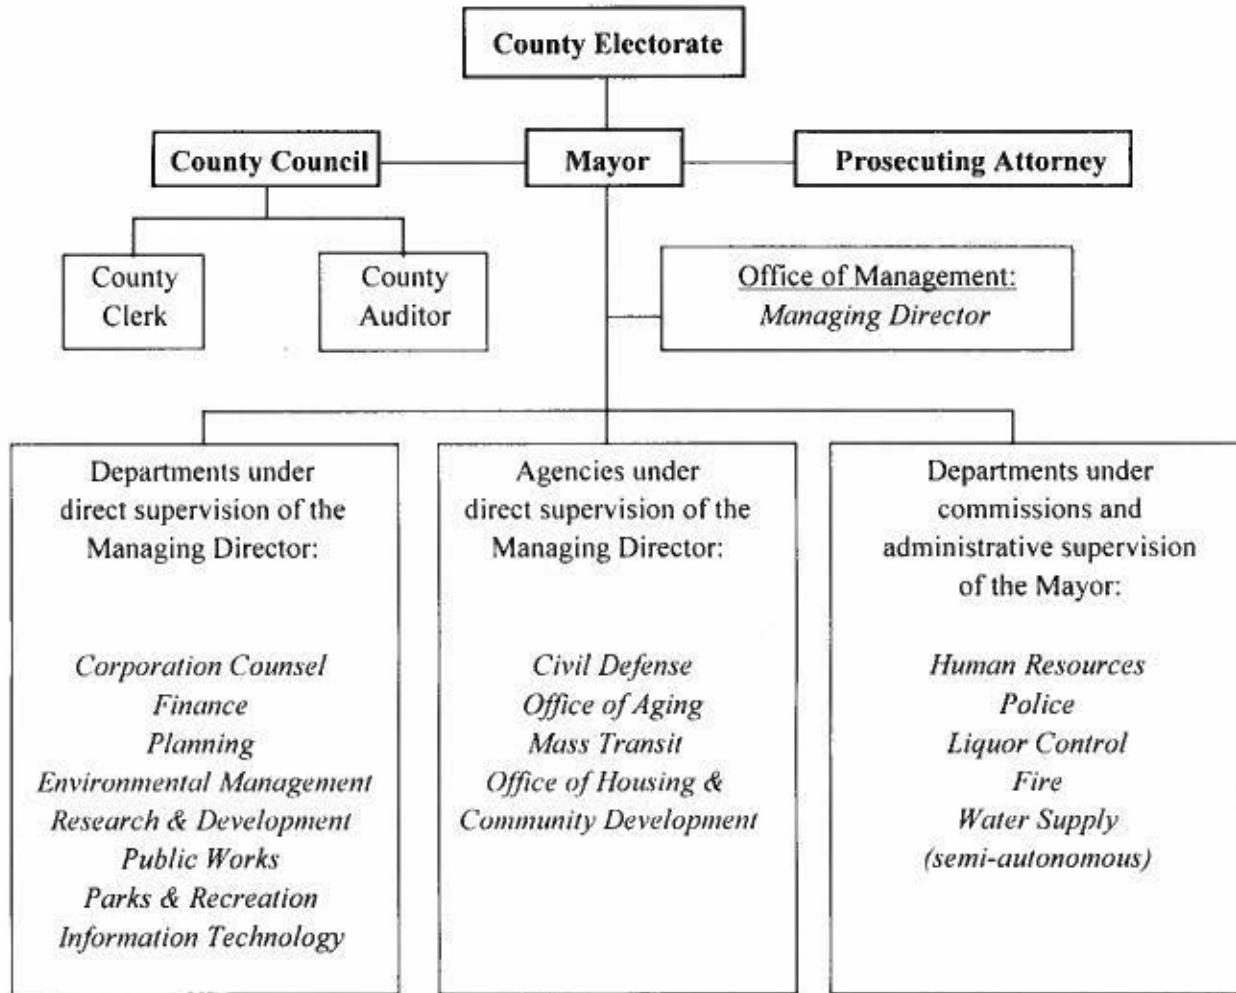 County Electorate
County Council
Mayor
Prosecuting Attorney
County
Clerk
County
Auditor
Office of Management:
Managing Director
Departments under
direct supervision of the
Managing Director:
Corporation Counsel
Finance
Planning
Environmental Management
Research & Development
Public Works
Parks & Recreation
Information Technology
Agencies under
direct supervision of the
Managing Director:
Civil Defense
Office of Aging
Mass Transit
Office of Housing &
Community Development
Departments under
commissions and
administrative supervision
of the Mayor:
Human Resources
Police
Liquor Control
Fire
Water Supply
(semi-autonomous)